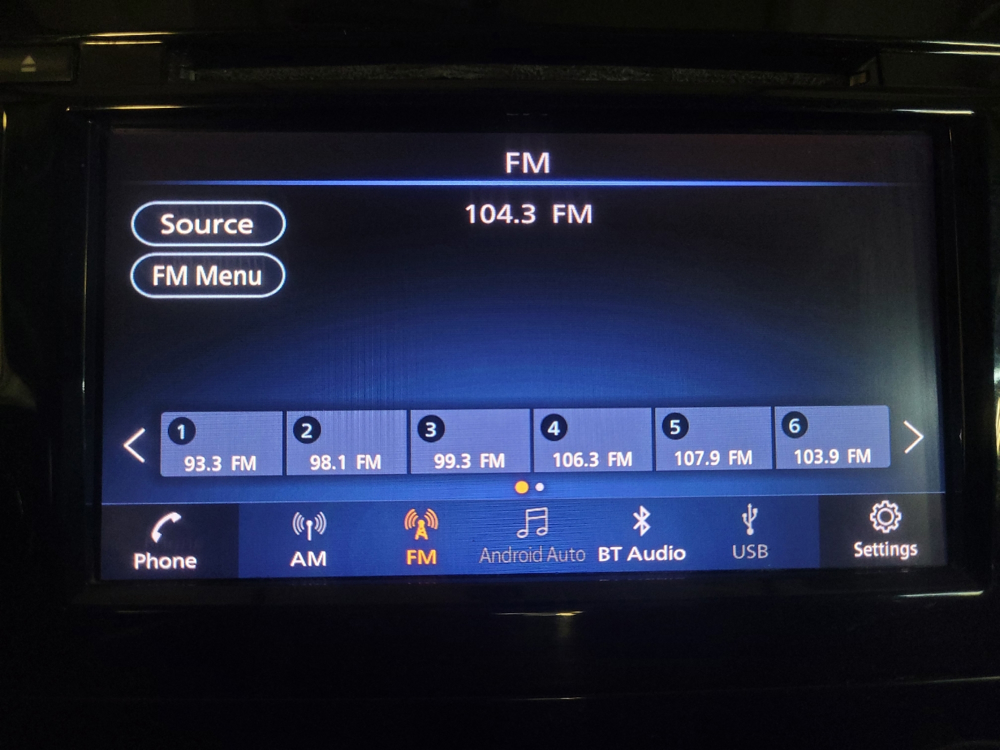 FM
104.3 FM
Source
FM Menu
1 2 3 4 5 6
93.3 FM 98.1 FM 99.3 FM 106.3 FM 107.9 FM 103.9 FM
Phone AM FM Android Auto BT Audio USB Settings